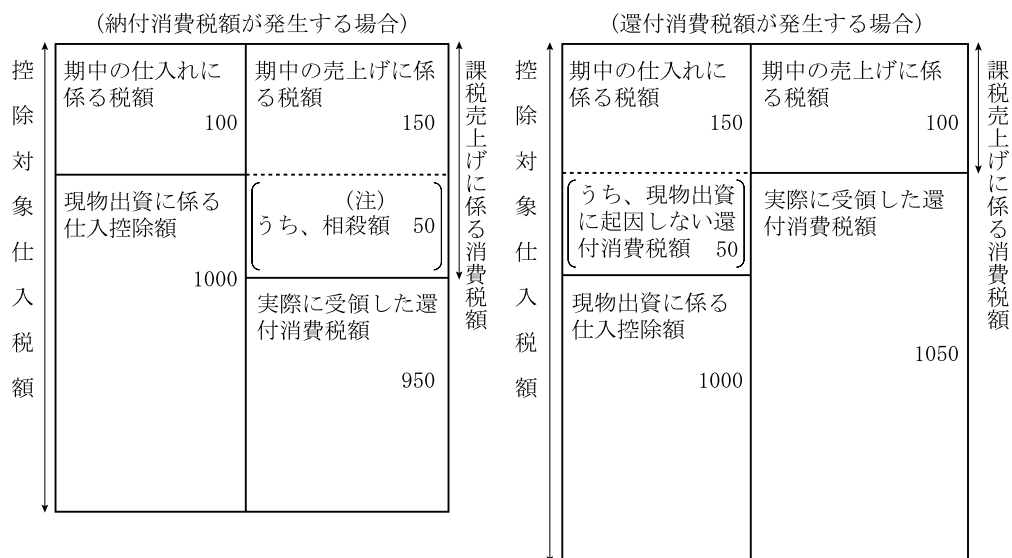 （納付消費税額が発生する場合）
控除対象仕入税額
期中の仕入れに
係る税額
100
期中の売上げに係
る税額
150
課税売上げに係る消費税額
現物出資に係る
仕入控除額
1000
（注）
うち、相殺額 50
実際に受領した還
付消費税額
950
（還付消費税額が発生する場合）
控除対象仕入税額
期中の仕入れに
係る税額
150
期中の売上げに係
る税額
100
課税売上げに係る消費税額
うち、現物出資
に起因しない還
付消費税額 50
実際に受領した還
付消費税額
1050
現物出資に係る
仕入控除額
1000